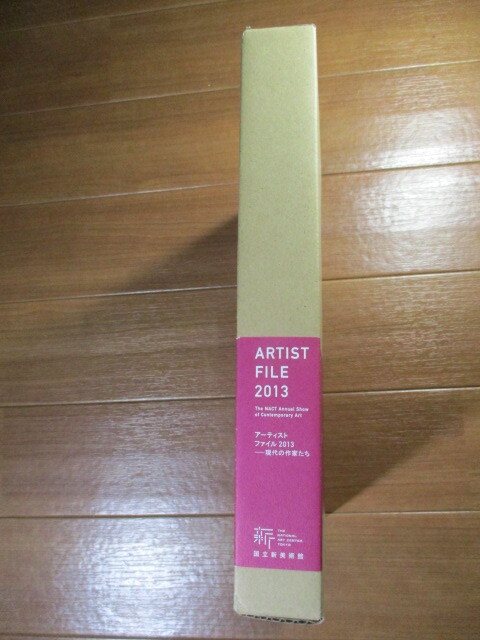 ARTIST
FILE
2013
The NACT Annual Show
of Contemporary Art
アーティスト
ファイル 2013
——現代の作家たち
新
THE
NATIONAL
ART CENTER
TOKYO
国立新美術館